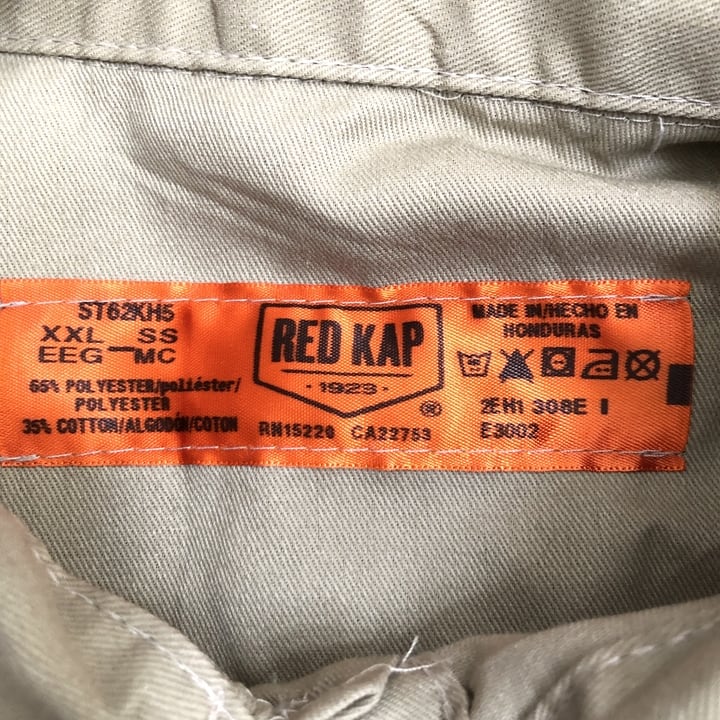 ST62KH5
XXL SS
EEG MC
65% POLYESTER/poliéster/
POLYESTER
35% COTTON/ALGODÓN/COTON
RED KAP
· 1923 ·
®
RN15220 CA22753
MADE IN/HECHO EN
HONDURAS
2EH1 308E I
E3002